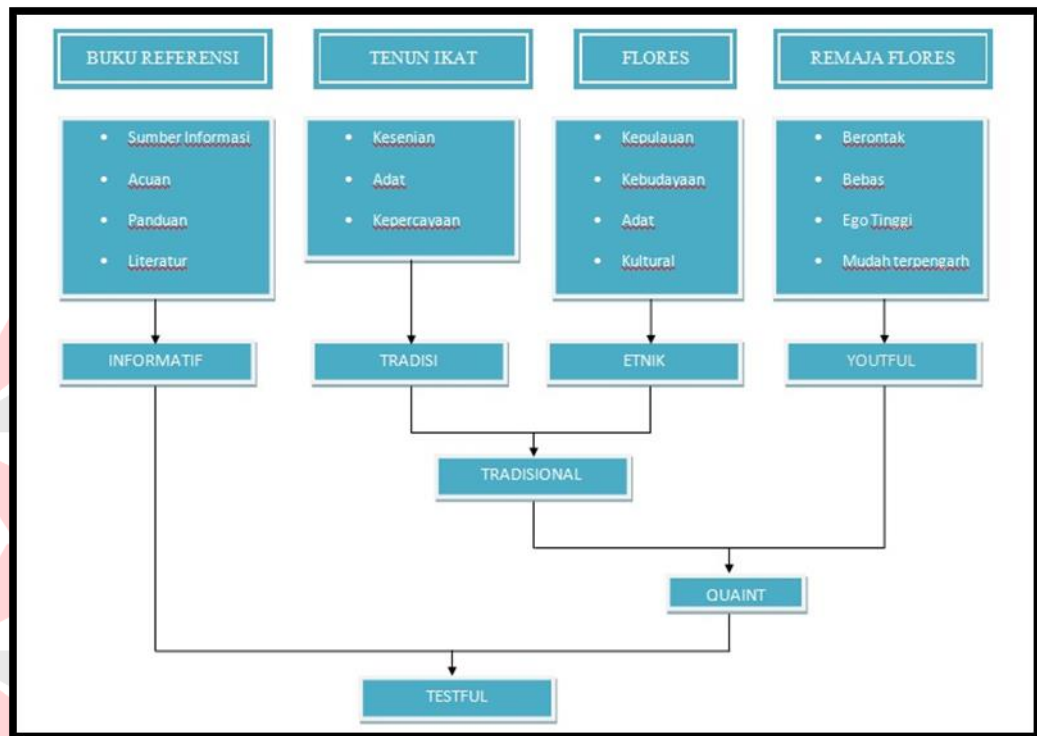 BUKU REFERENSI
TENUN IKAT
FLORES
REMAJA FLORES
Sumber Informasi
Acuan
Panduan
Literatur
Kesenian
Adat
Kepercayaan
Kepulauan
Kebudayaan
Adat
Kultural
Berontak
Bebas
Ego Tinggi
Mudah terpengarh
INFORMATIF
TRADISI
ETNIK
YOUTFUL
TRADISIONAL
QUAINT
TESTFUL